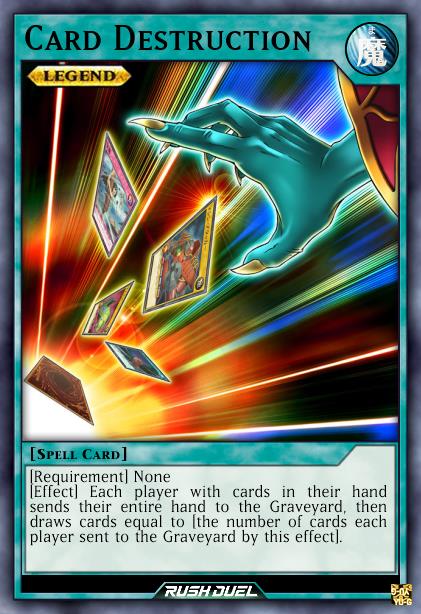 CARD DESTRUCTION
ま
魔
LEGEND
[SPELL CARD]
[Requirement] None
[Effect] Each player with cards in their hand
sends their entire hand to the Graveyard, then
draws cards equal to [the number of cards each
player sent to the Graveyard by this effect].
RUSH DUEL